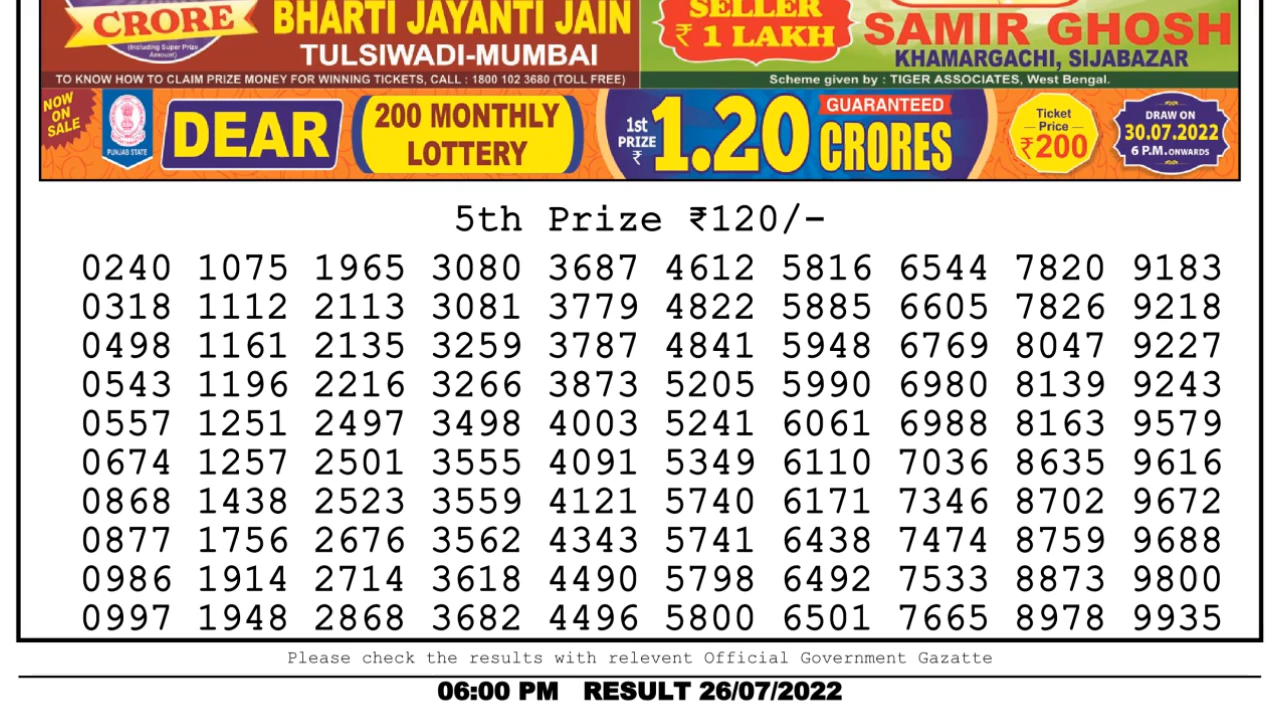 CRORE
(Including Super Prize
Amount)
BHARTI JAYANTI JAIN
TULSIWADI-MUMBAI
SELLER
₹ 1 LAKH
SAMIR GHOSH
KHAMARGACHI, SIJABAZAR
TO KNOW HOW TO CLAIM PRIZE MONEY FOR WINNING TICKETS, CALL : 1800 102 3680 (TOLL FREE)
Scheme given by : TIGER ASSOCIATES, West Bengal.
NOW
ON
SALE
PUNJAB STATE
DEAR
200 MONTHLY
LOTTERY
1st
PRIZE
₹
1.20
GUARANTEED
CRORES
Ticket
Price
₹200
DRAW ON
30.07.2022
6 P.M. ONWARDS
5th Prize ₹120/-
0240 1075 1965 3080 3687 4612 5816 6544 7820 9183
0318 1112 2113 3081 3779 4822 5885 6605 7826 9218
0498 1161 2135 3259 3787 4841 5948 6769 8047 9227
0543 1196 2216 3266 3873 5205 5990 6980 8139 9243
0557 1251 2497 3498 4003 5241 6061 6988 8163 9579
0674 1257 2501 3555 4091 5349 6110 7036 8635 9616
0868 1438 2523 3559 4121 5740 6171 7346 8702 9672
0877 1756 2676 3562 4343 5741 6438 7474 8759 9688
0986 1914 2714 3618 4490 5798 6492 7533 8873 9800
0997 1948 2868 3682 4496 5800 6501 7665 8978 9935
Please check the results with relevent Official Government Gazatte
06:00 PM RESULT 26/07/2022